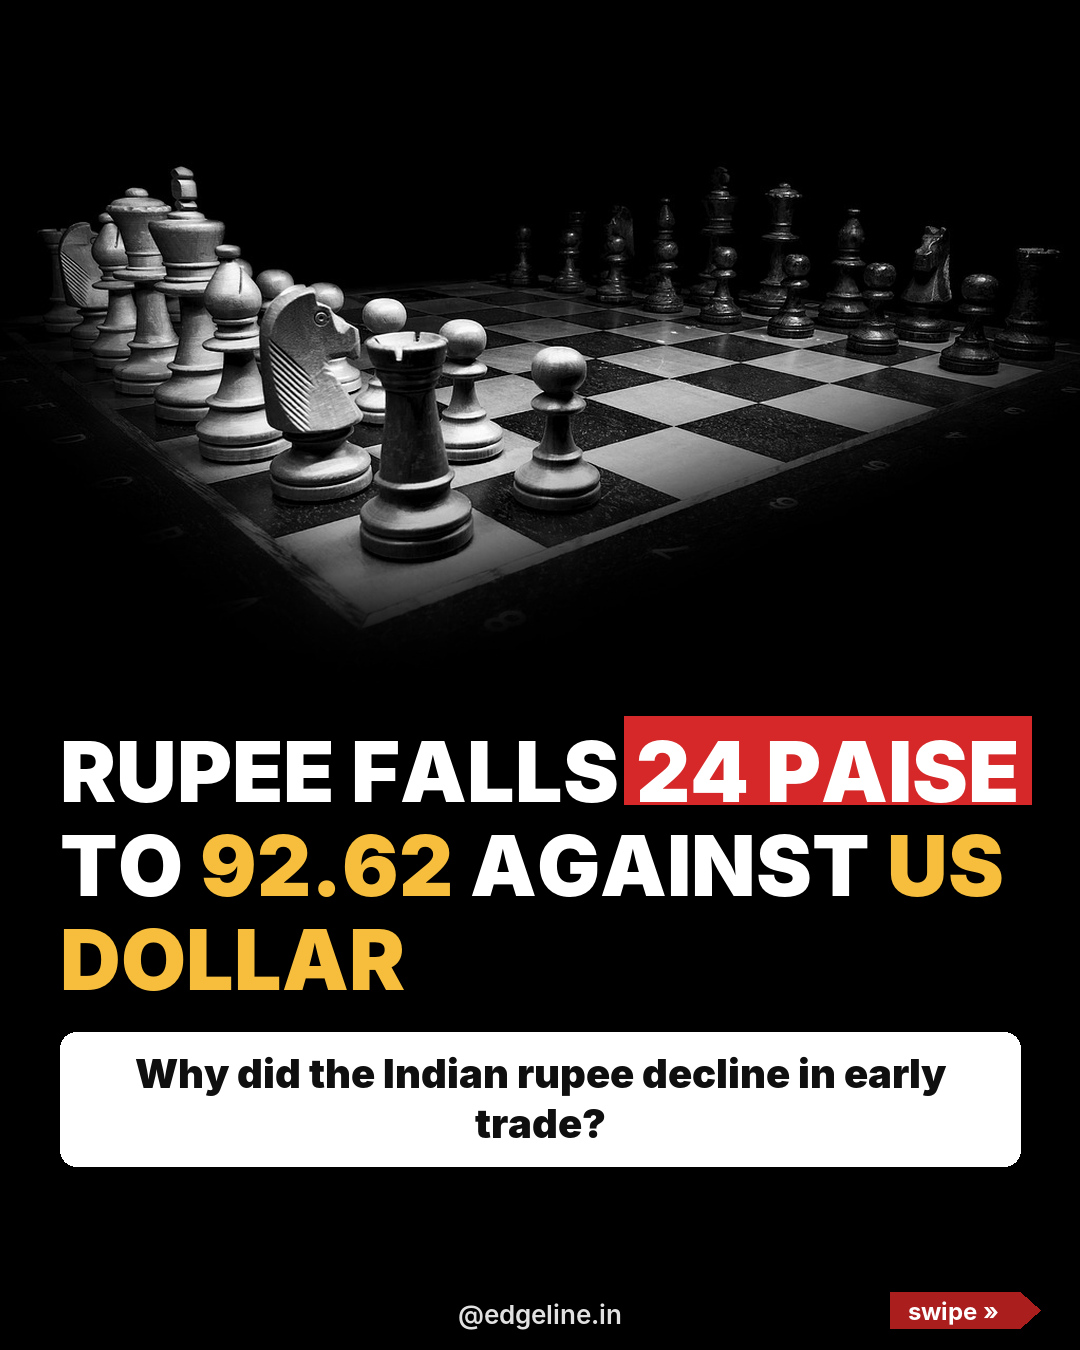 RUPEE FALLS 24 PAISE
TO 92.62 AGAINST US
DOLLAR
Why did the Indian rupee decline in early
trade?
@edgeline.in
swipe »